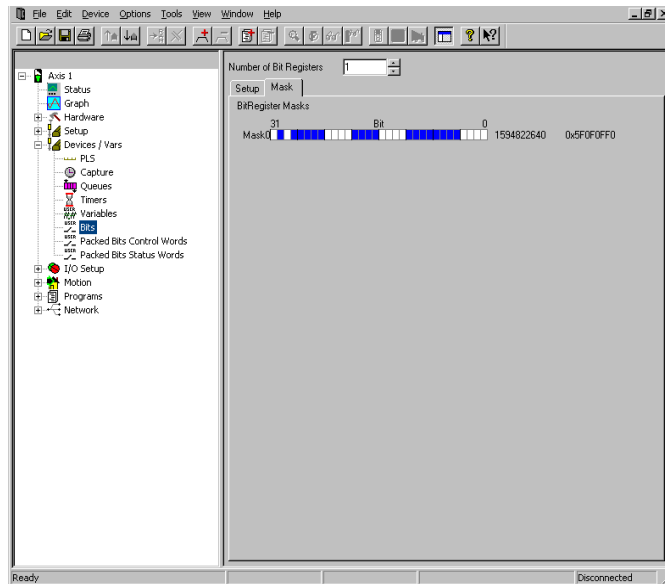 File Edit Device Options Tools View Window Help
Number of Bit Registers 1
Setup Mask
BitRegister Masks
31 Bit 0
Mask0 1594822640 0x5F0F0FF0
Axis 1
Status
Graph
Hardware
Setup
Devices / Vars
PLS
Capture
Queues
Timers
Variables
Bits
Packed Bits Control Words
Packed Bits Status Words
I/O Setup
Motion
Programs
Network
Ready Disconnected